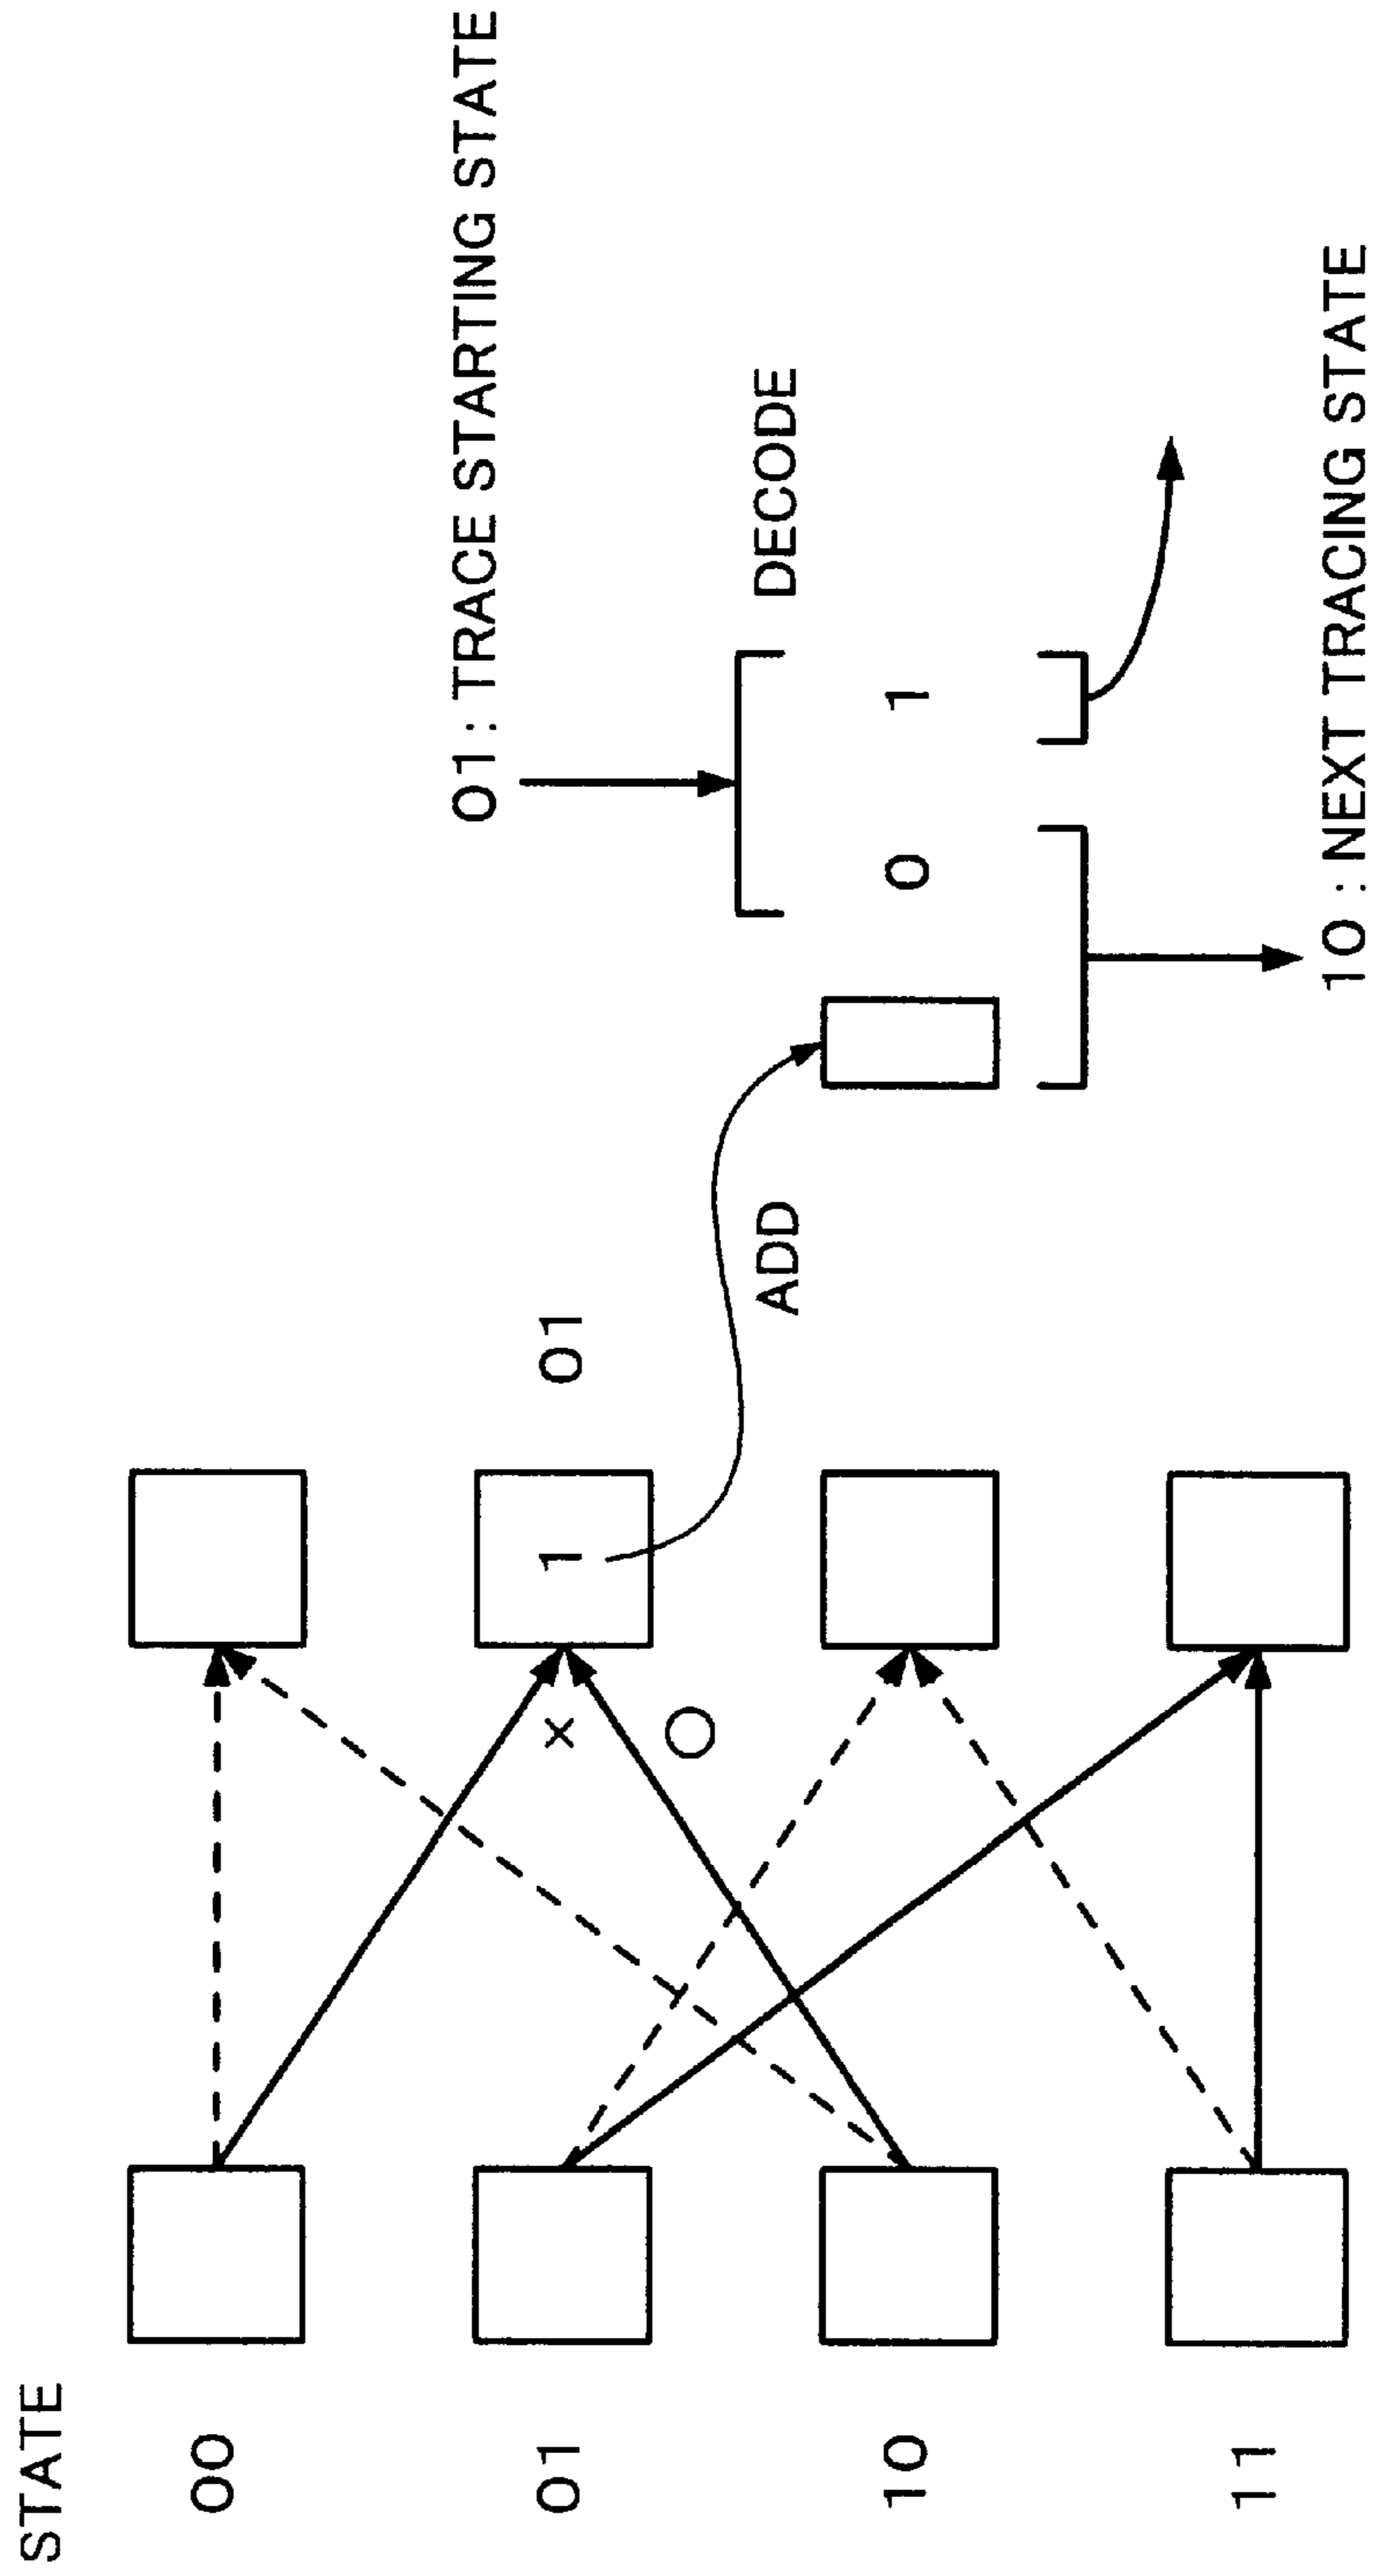 STATE
00
01
10
11
1
01
×
○
ADD
01 : TRACE STARTING STATE
DECODE
0 1
10 : NEXT TRACING STATE